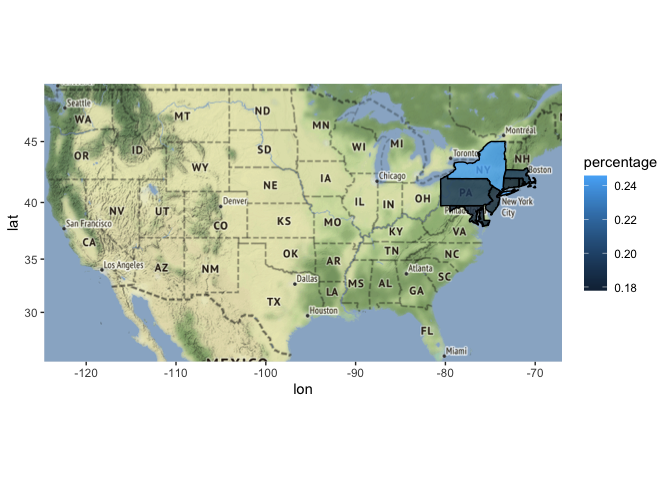 Seattle
WA
MT
ND
MN
Montréal
OR
ID
SD
WI
MI
Toronto
NH
WY
NY
Boston
NE
IA
Chicago
PA
New York
City
NV
UT
Denver
IL
IN
OH
San Francisco
CO
KS
MO
KY
VA
CA
Los Angeles
AZ
NM
OK
AR
TN
NC
Atlanta
SC
Dallas
MS
AL
GA
TX
LA
Houston
FL
Miami
MEXICO
45
40
35
30
lat
-120
-110
-100
-90
-80
-70
lon
percentage
0.24
0.22
0.20
0.18